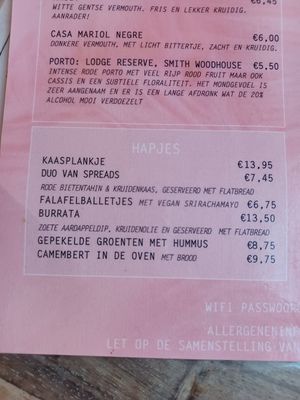 €6,45
WITTE GENTSE VERMOUTH. FRIS EN LEKKER KRUIDIG.
AANRADER!
CASA MARIOL NEGRE €6,00
DONKERE VERMOUTH, MET LICHT BITTERTJE, ZACHT EN KRUIDIG.
PORTO: LODGE RESERVE, SMITH WOODHOUSE €5,50
INTENSE RODE PORTO MET VEEL RIJP ROOD FRUIT MAAR OOK
CASSIS EN EEN SUBTIELE FLORALITEIT. HET MONDGEVOEL IS
ZEER AANGENAAM EN ER IS EEN LANGE AFDRONK WAT DE 20%
ALCOHOL MOOI VERDOEZELT
HAPJES
KAASPLANKJE €13,95
DUO VAN SPREADS €7,45
RODE BIETENTAHIN & KRUIDENKAAS, GESERVEERD MET FLATBREAD
FALAFELBALLETJES MET VEGAN SRIRACHAMAYO €6,75
BURRATA €13,50
ZOETE AARDAPPELDIP, KRUIDENOLIE EN GESERVEERD MET FLATBREAD
GEPEKELDE GROENTEN MET HUMMUS €8,75
CAMEMBERT IN DE OVEN MET BROOD €9,75
WIFI PASSWOOR
ALLERGENENINF
LET OP DE SAMENSTELLING VAN